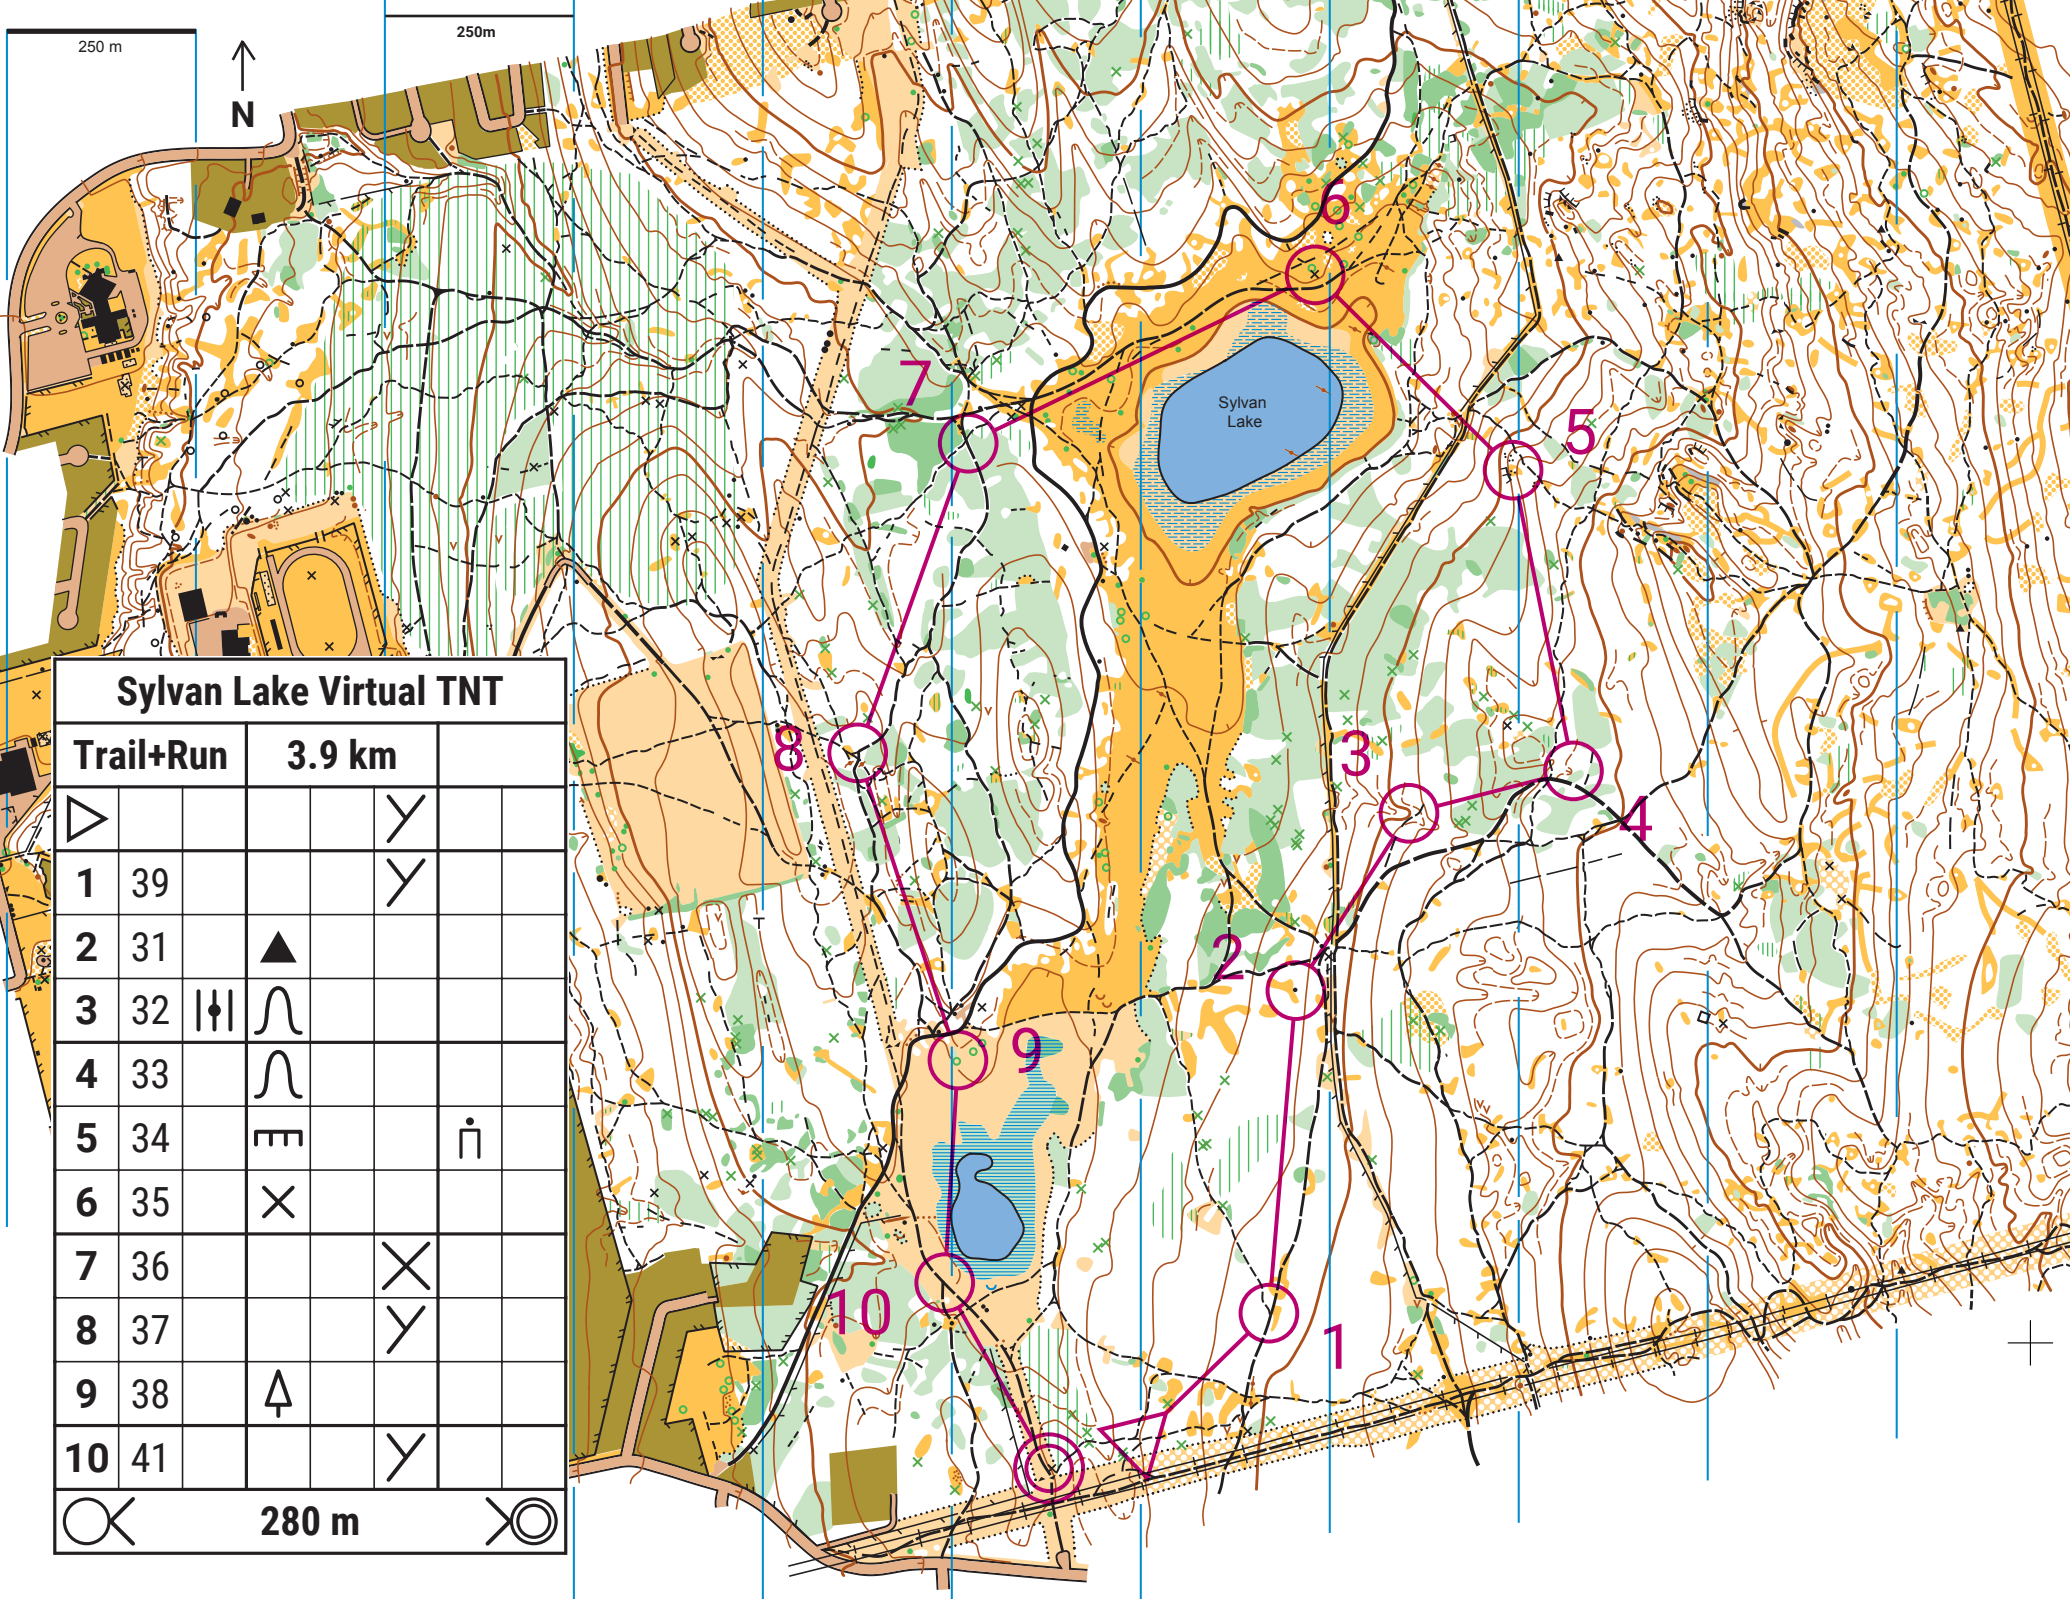 250 m
250m
N
6
7
Sylvan
Lake
5
8
3
4
2
9
10
1
Sylvan Lake Virtual TNT
Trail+Run 3.9 km
1 39
2 31
3 32
4 33
5 34
6 35
7 36
8 37
9 38
10 41
280 m